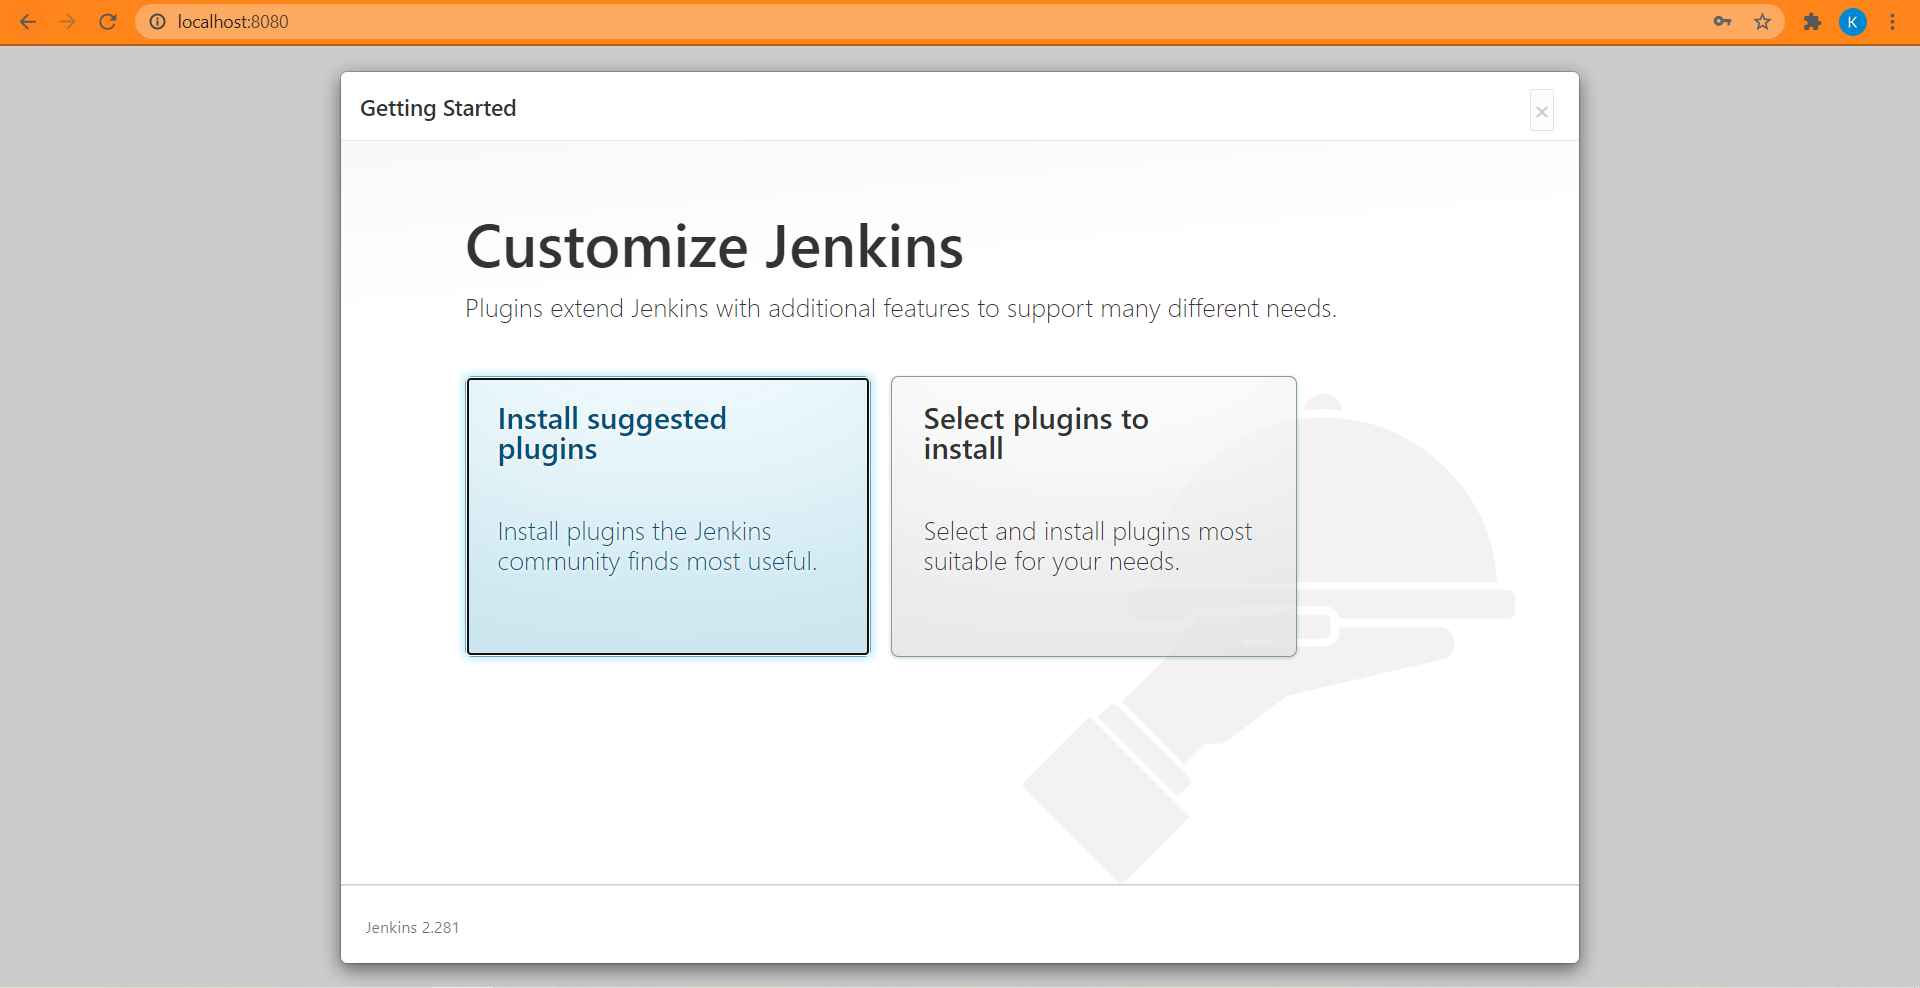 localhost:8080
K
Getting Started
×
Customize Jenkins
Plugins extend Jenkins with additional features to support many different needs.
Install suggested
plugins
Install plugins the Jenkins
community finds most useful.
Select plugins to
install
Select and install plugins most
suitable for your needs.
Jenkins 2.281